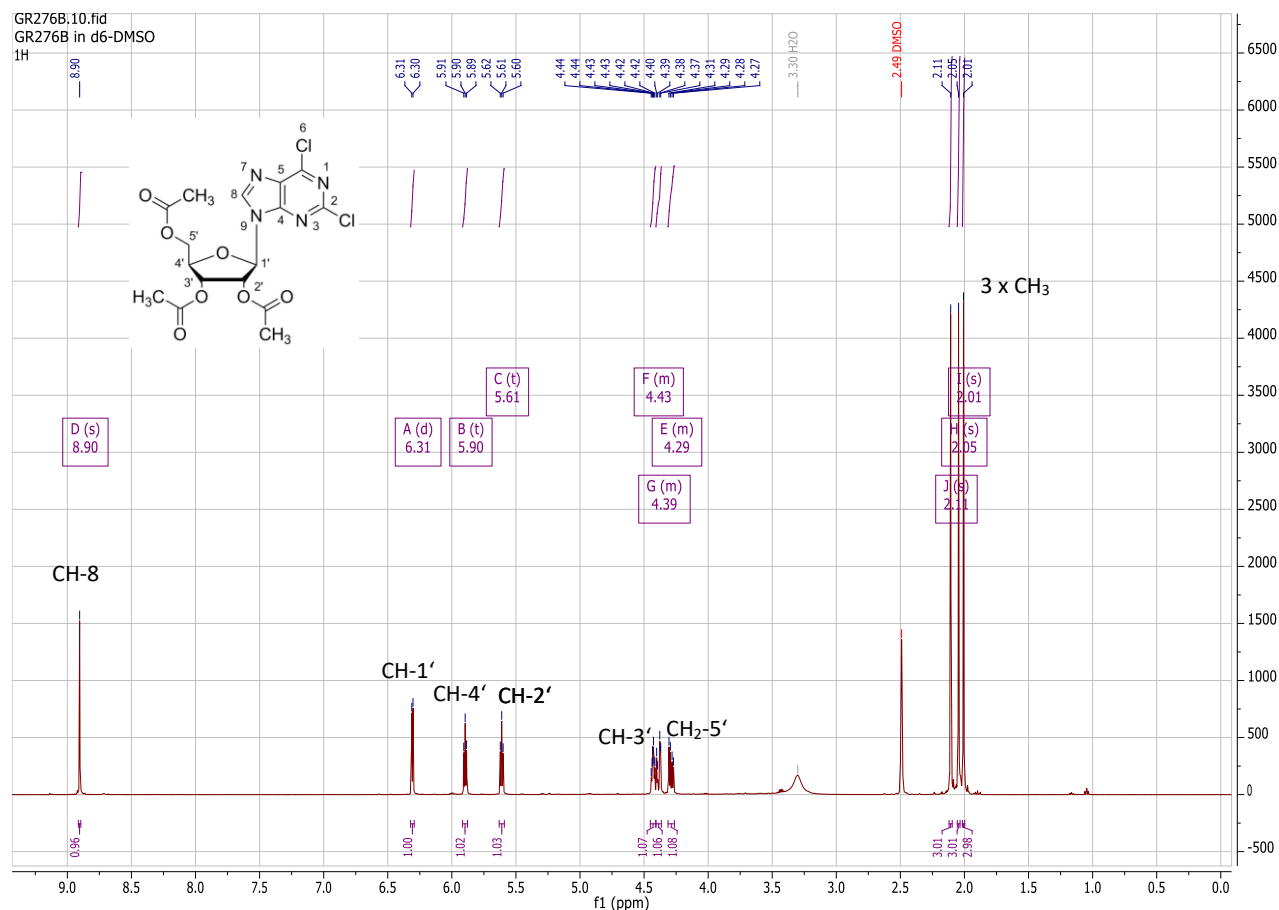 GR276B.10.fid
GR276B in d6-DMSO
1H
8.90
6.31
6.30
5.91
5.90
5.89
5.62
5.61
5.60
4.44
4.44
4.43
4.43
4.42
4.42
4.40
4.39
4.38
4.37
4.31
4.29
4.28
4.27
3.30 H2O
2.49 DMSO
2.11
2.05
2.01
6
Cl
7
N
5
1
N
8
2
Cl
N
9
4
N
3
O
CH3
O
5'
4'
O
1'
3'
2'
H3C
O
O
O
O
CH3
3 x CH3
C (t)
5.61
F (m)
4.43
I (s)
2.01
D (s)
8.90
A (d)
6.31
B (t)
5.90
E (m)
4.29
H (s)
2.05
G (m)
4.39
J (s)
2.11
CH-8
CH-1‘
CH-4‘
CH-2‘
CH-3‘
CH2-5‘
0.96
1.00
1.02
1.03
1.07
1.06
1.08
3.01
3.01
2.98
6500
6000
5500
5000
4500
4000
3500
3000
2500
2000
1500
1000
500
0
-500
9.0 8.5 8.0 7.5 7.0 6.5 6.0 5.5 5.0 4.5 4.0 3.5 3.0 2.5 2.0 1.5 1.0 0.5 0.0
f1 (ppm)